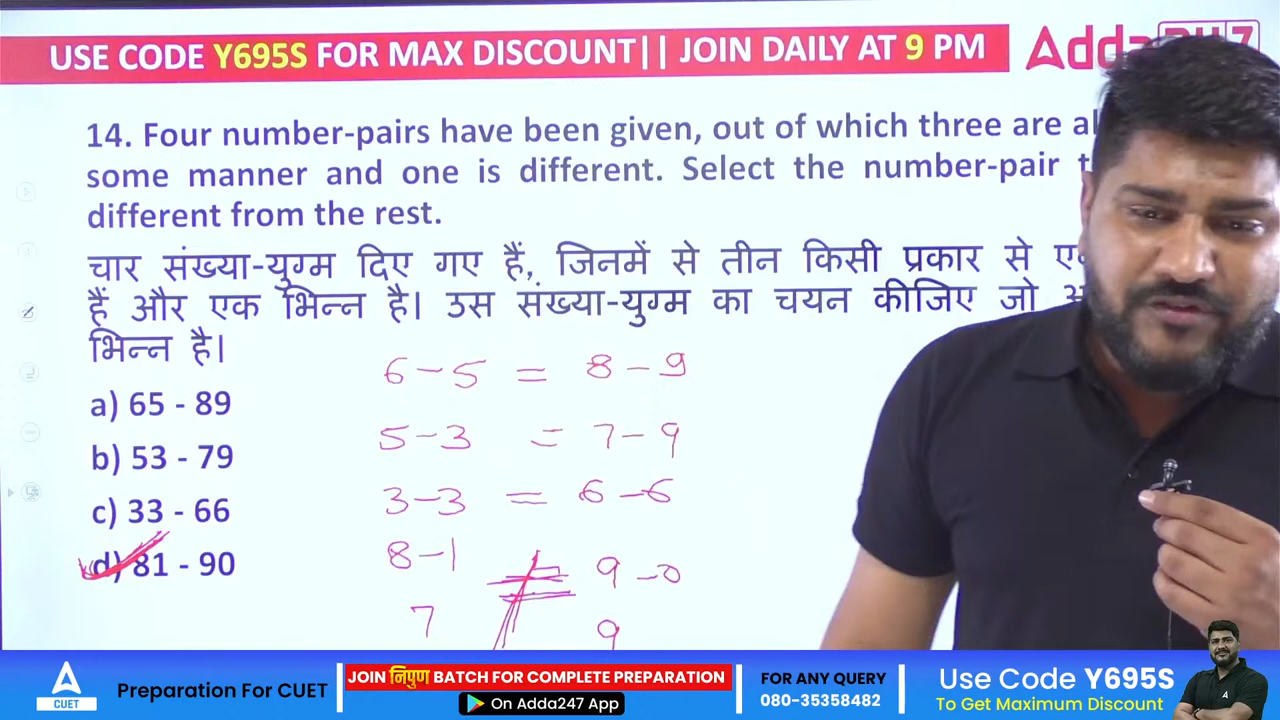 USE CODE Y695S FOR MAX DISCOUNT|| JOIN DAILY AT 9 PM
Adda247
14. Four number-pairs have been given, out of which three are
some manner and one is different. Select the number-pair
different from the rest.
चार संख्या-युग्म दिए गए हैं, जिनमें से तीन किसी प्रकार से
हैं और एक भिन्न है। उस संख्या-युग्म का चयन कीजिए जो
भिन्न है।
6-5 = 8-9
a) 65 - 89
5-3 = 7-9
b) 53 - 79
3-3 = 6-6
c) 33 - 66
8-1 ≠ 9-0
d) 81 - 90
7 9
CUET
Preparation For CUET
JOIN निपुण BATCH FOR COMPLETE PREPARATION
On Adda247 App
FOR ANY QUERY
080-35358482
Use Code Y695S
To Get Maximum Discount